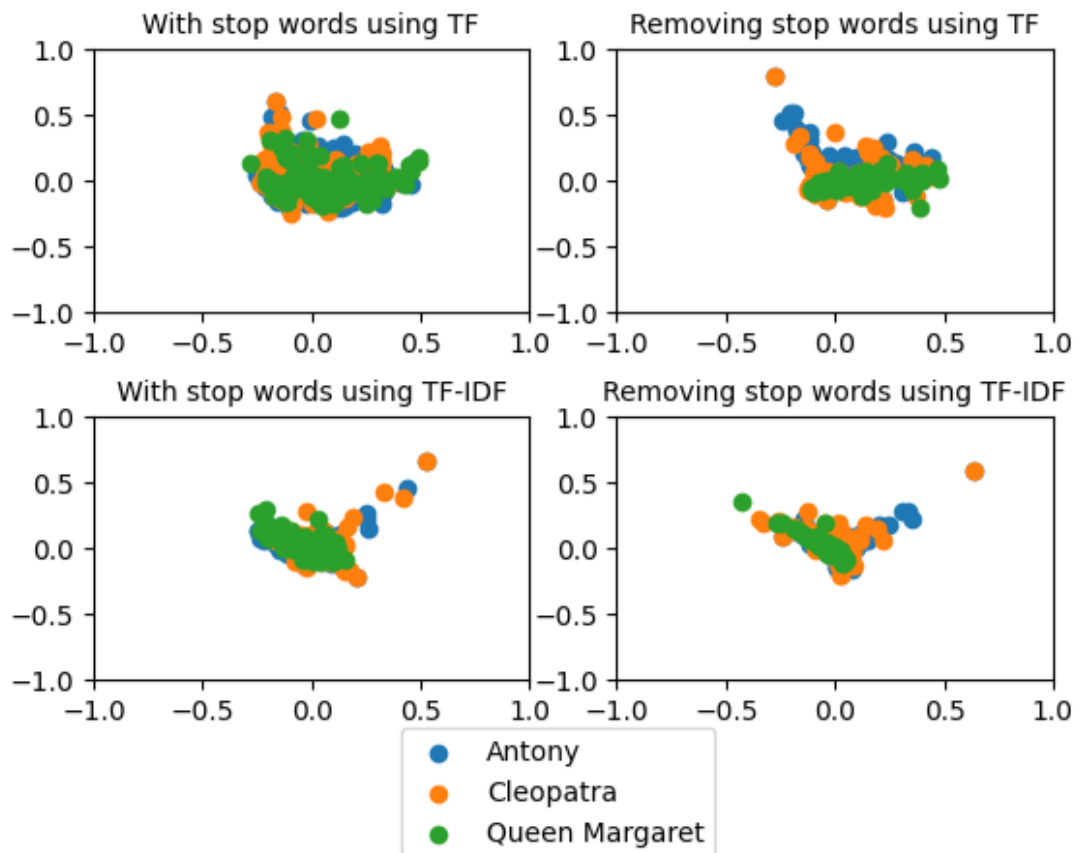 With stop words using TF
Removing stop words using TF
1.0
0.5
0.0
−0.5
−1.0
−1.0 −0.5 0.0 0.5 1.0
1.0
0.5
0.0
−0.5
−1.0
−1.0 −0.5 0.0 0.5 1.0
With stop words using TF-IDF
Removing stop words using TF-IDF
1.0
0.5
0.0
−0.5
−1.0
−1.0 −0.5 0.0 0.5 1.0
1.0
0.5
0.0
−0.5
−1.0
−1.0 −0.5 0.0 0.5 1.0
Antony
Cleopatra
Queen Margaret